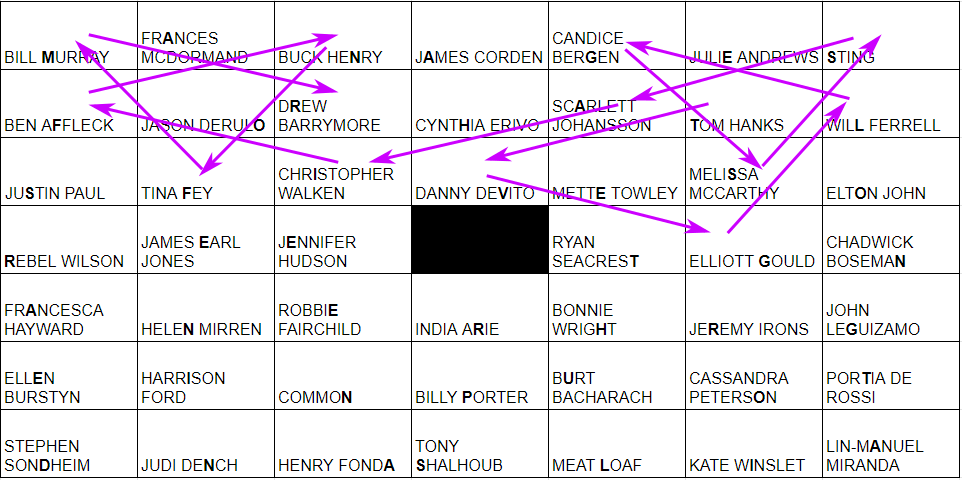 BILL MURRAY
FRANCES
MCDORMAND
BUCK HENRY
JAMES CORDEN
CANDICE
BERGEN
JULIE ANDREWS
STING
BEN AFFLECK
JASON DERULO
DREW
BARRYMORE
CYNTHIA ERIVO
SCARLETT
JOHANSSON
TOM HANKS
WILL FERRELL
JUSTIN PAUL
TINA FEY
CHRISTOPHER
WALKEN
DANNY DEVITO
METTE TOWLEY
MELISSA
MCCARTHY
ELTON JOHN
REBEL WILSON
JAMES EARL
JONES
JENNIFER
HUDSON
RYAN
SEACREST
ELLIOTT GOULD
CHADWICK
BOSEMAN
FRANCESCA
HAYWARD
HELEN MIRREN
ROBBIE
FAIRCHILD
INDIA ARIE
BONNIE
WRIGHT
JEREMY IRONS
JOHN
LEGUIZAMO
ELLEN
BURSTYN
HARRISON
FORD
COMMON
BILLY PORTER
BURT
BACHARACH
CASSANDRA
PETERSON
PORTIA DE
ROSSI
STEPHEN
SONDHEIM
JUDI DENCH
HENRY FONDA
TONY
SHALHOUB
MEAT LOAF
KATE WINSLET
LIN-MANUEL
MIRANDA